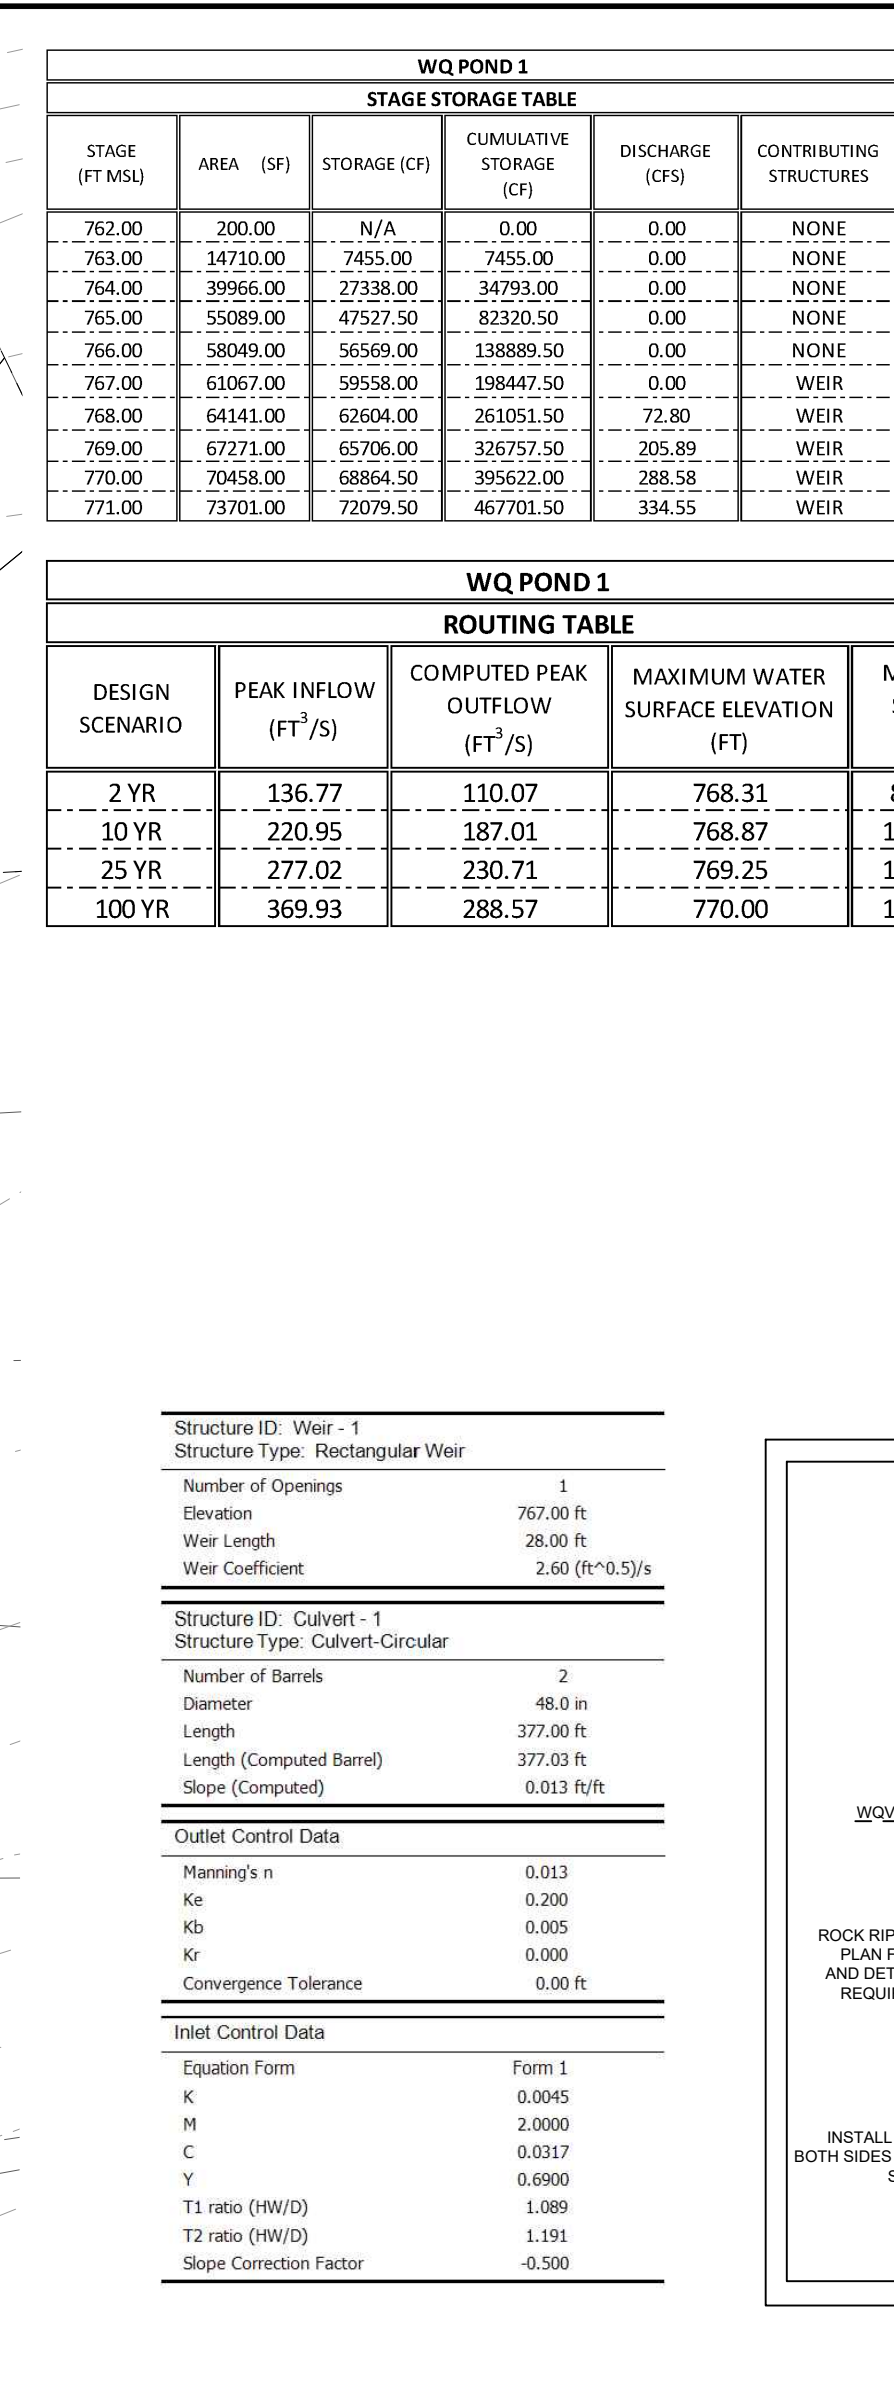 WQ POND 1
STAGE STORAGE TABLE
STAGE (FT MSL) AREA (SF) STORAGE (CF) CUMULATIVE STORAGE (CF) DISCHARGE (CFS) CONTRIBUTING STRUCTURES
762.00 200.00 N/A 0.00 0.00 NONE
763.00 14710.00 7455.00 7455.00 0.00 NONE
764.00 39966.00 27338.00 34793.00 0.00 NONE
765.00 55089.00 47527.50 82320.50 0.00 NONE
766.00 58049.00 56569.00 138889.50 0.00 NONE
767.00 61067.00 59558.00 198447.50 0.00 WEIR
768.00 64141.00 62604.00 261051.50 72.80 WEIR
769.00 67271.00 65706.00 326757.50 205.89 WEIR
770.00 70458.00 68864.50 395622.00 288.58 WEIR
771.00 73701.00 72079.50 467701.50 334.55 WEIR
WQ POND 1
ROUTING TABLE
DESIGN SCENARIO PEAK INFLOW (FT3/S) COMPUTED PEAK OUTFLOW (FT3/S) MAXIMUM WATER SURFACE ELEVATION (FT)
2 YR 136.77 110.07 768.31
10 YR 220.95 187.01 768.87 1
25 YR 277.02 230.71 769.25 1
100 YR 369.93 288.57 770.00 1
Structure ID: Weir - 1
Structure Type: Rectangular Weir
Number of Openings 1
Elevation 767.00 ft
Weir Length 28.00 ft
Weir Coefficient 2.60 (ft^0.5)/s
Structure ID: Culvert - 1
Structure Type: Culvert-Circular
Number of Barrels 2
Diameter 48.0 in
Length 377.00 ft
Length (Computed Barrel) 377.03 ft
Slope (Computed) 0.013 ft/ft
Outlet Control Data
Manning's n 0.013
Ke 0.200
Kb 0.005
Kr 0.000
Convergence Tolerance 0.00 ft
Inlet Control Data
Equation Form Form 1
K 0.0045
M 2.0000
C 0.0317
Y 0.6900
T1 ratio (HW/D) 1.089
T2 ratio (HW/D) 1.191
Slope Correction Factor -0.500
WQV
ROCK RIP
PLAN F
AND DET
REQUI
INSTALL
BOTH SIDES
S